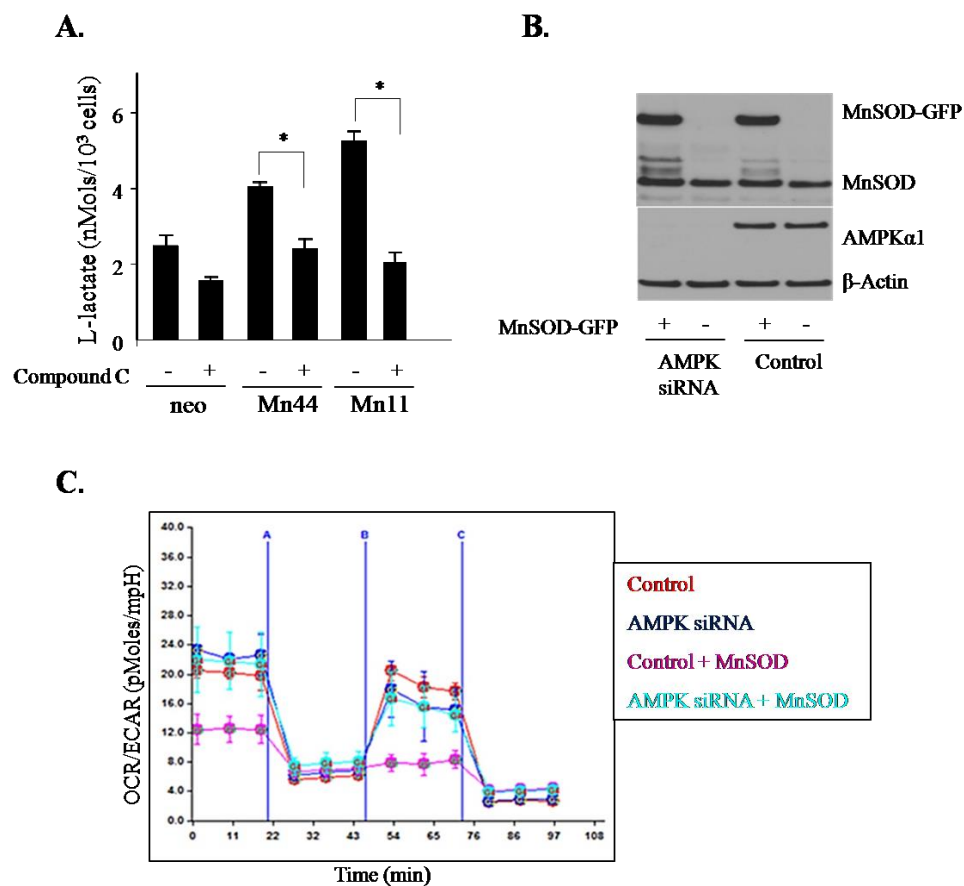 A.
L-lactate (nMols/10³ cells)
6
4
2
0
Compound C
- + - + - +
neo Mn44 Mn11
*
*
B.
MnSOD-GFP
MnSOD
AMPKα1
β-Actin
MnSOD-GFP + - + -
AMPK
siRNA
Control
C.
OCR/ECAR (pMoles/mpH)
40.0
36.0
32.0
28.0
24.0
20.0
16.0
12.0
8.0
4.0
0.0
A B C
0 11 22 32 43 54 65 76 86 97 108
Time (min)
Control
AMPK siRNA
Control + MnSOD
AMPK siRNA + MnSOD